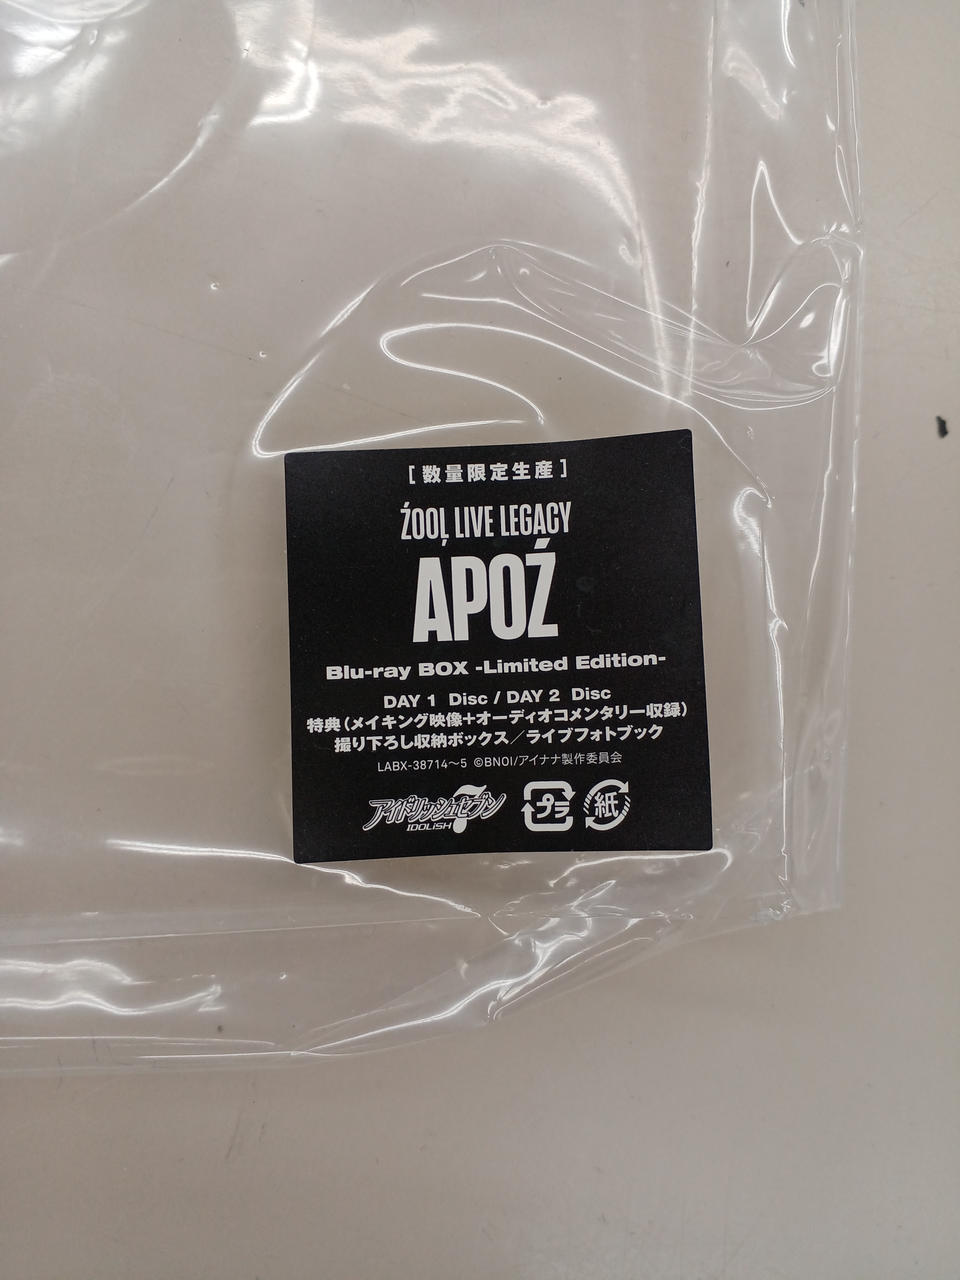 [数量限定生産]
ŹOOĻ LIVE LEGACY
APOŹ
Blu-ray BOX -Limited Edition-
DAY 1 Disc / DAY 2 Disc
特典(メイキング映像+オーディオコメンタリー収録)
撮り下ろし収納ボックス/ライブフォトブック
LABX-38714~5 ©BNOI/アイナナ製作委員会
アイドリッシュセブン
IDOLiSH7
プラ
紙